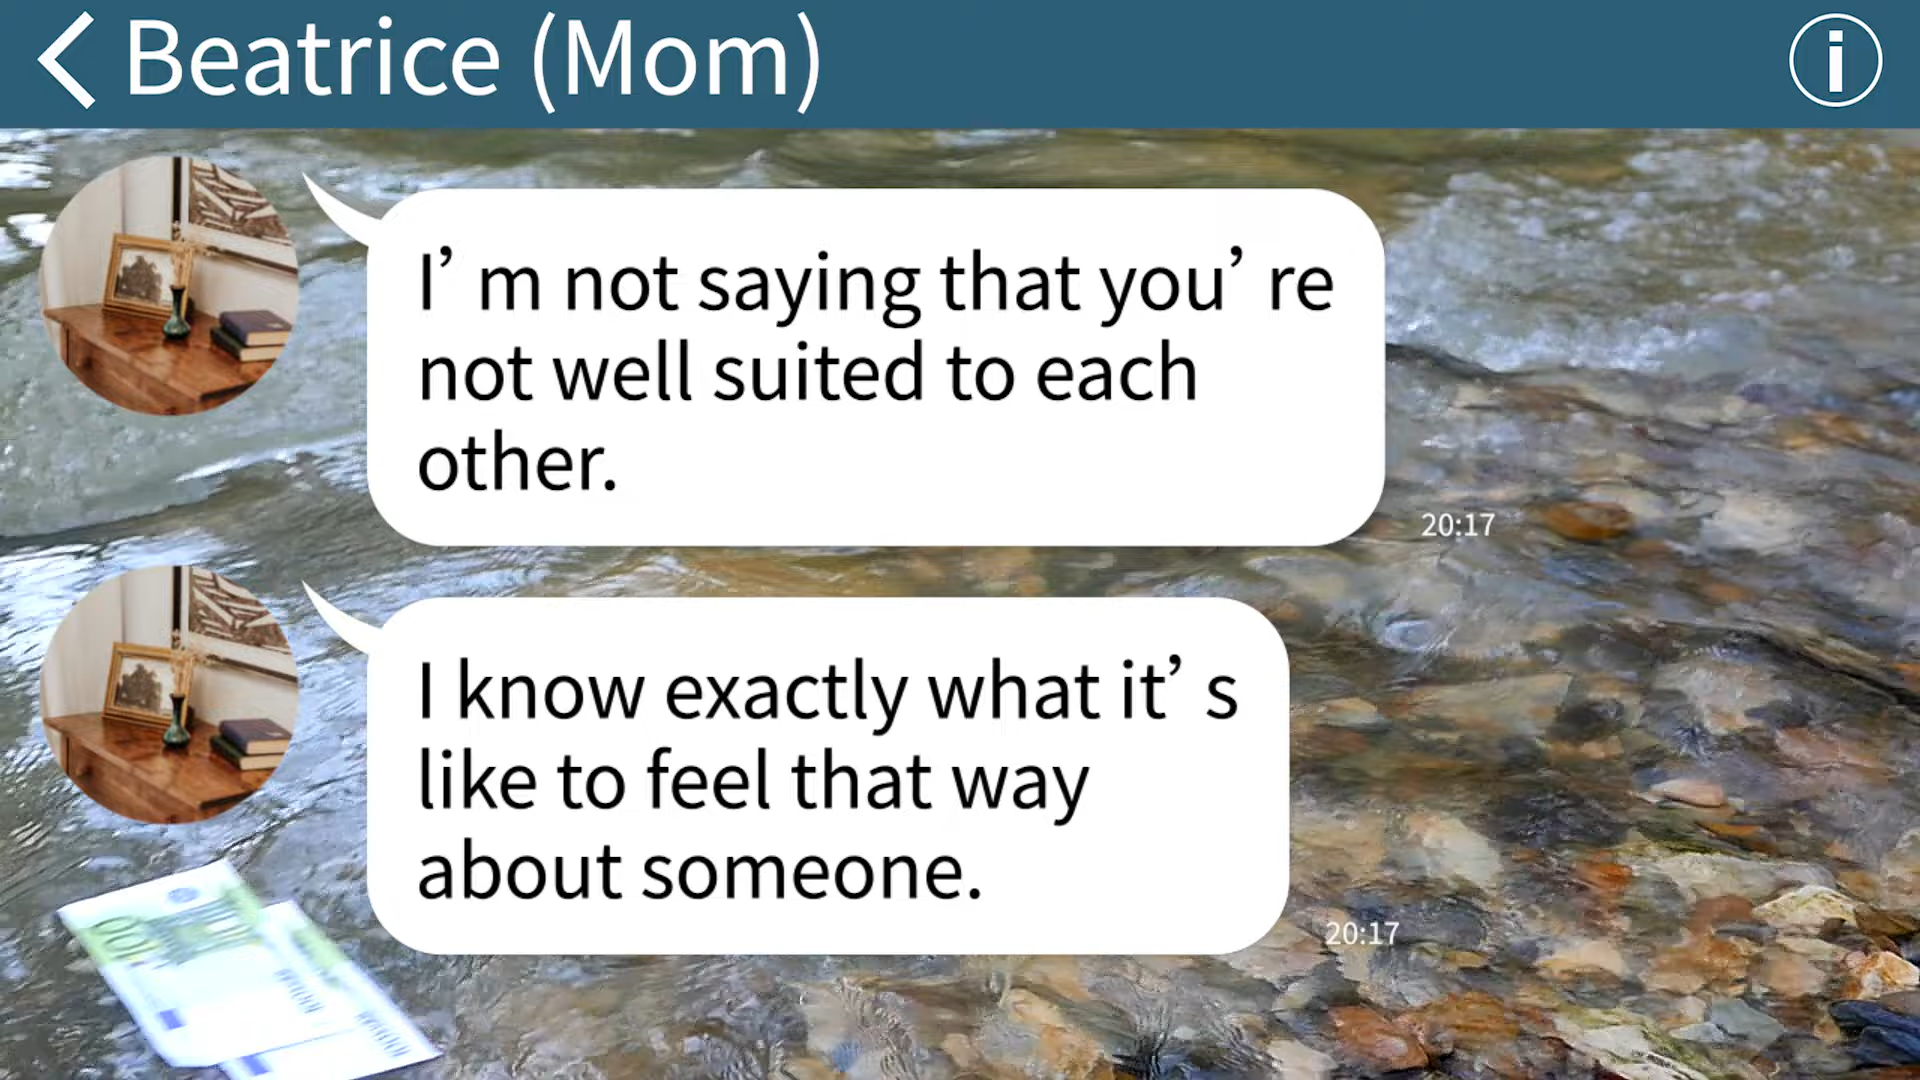 Beatrice (Mom)
I’m not saying that you’re
not well suited to each
other.
20:17
I know exactly what it’s
like to feel that way
about someone.
20:17
100